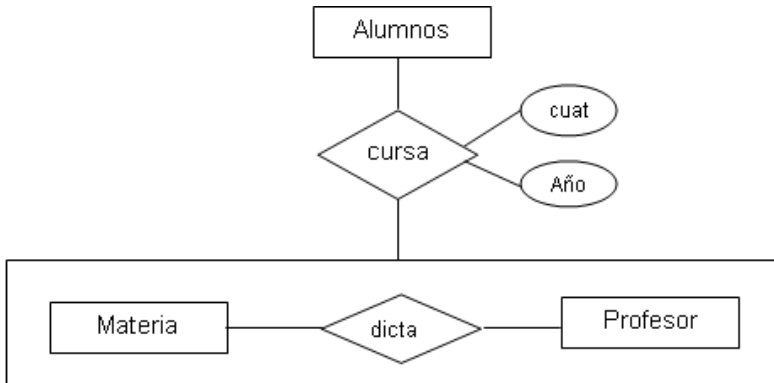 Alumnos
cuat
cursa
Año
Materia
dicta
Profesor